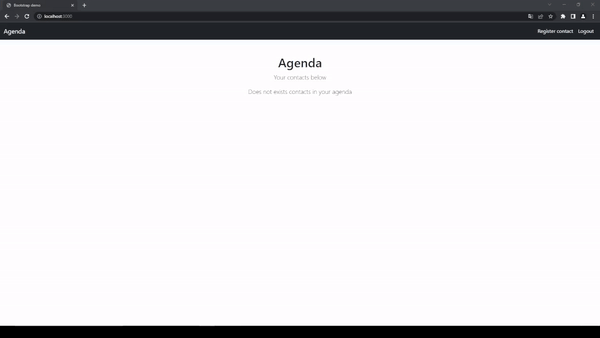 Bootstrap demo
localhost:3000
Agenda
Register contact
Logout
Agenda
Your contacts below
Does not exists contacts in your agenda